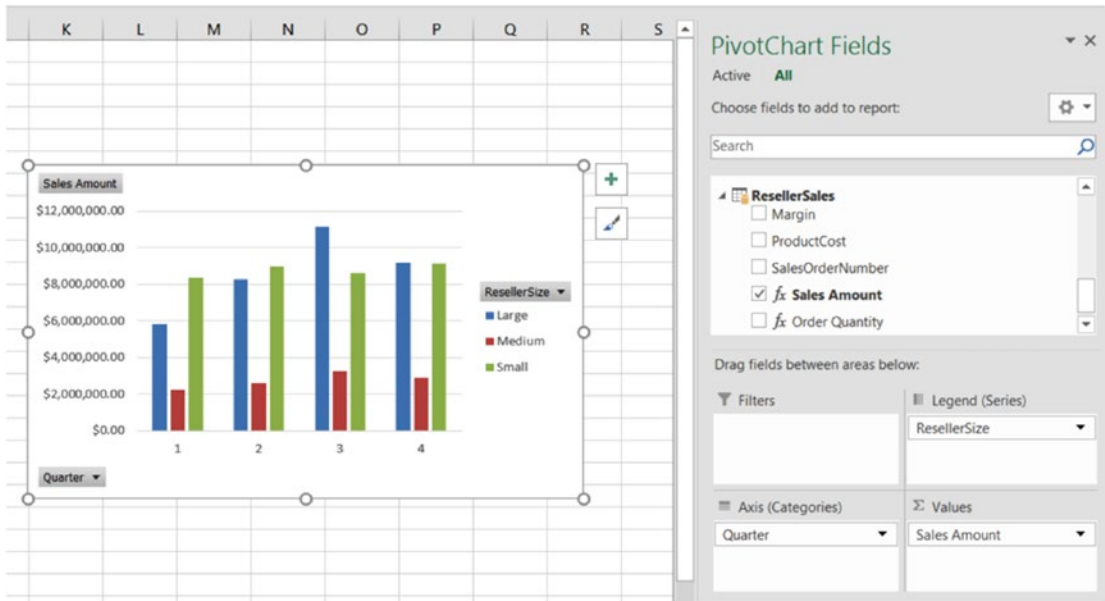 K L M N O P Q R S
Sales Amount
$12,000,000.00
$10,000,000.00
$8,000,000.00
$6,000,000.00
$4,000,000.00
$2,000,000.00
$0.00
1 2 3 4
Quarter
ResellerSize
Large
Medium
Small
PivotChart Fields
Active All
Choose fields to add to report:
Search
ResellerSales
Margin
ProductCost
SalesOrderNumber
fx Sales Amount
fx Order Quantity
Drag fields between areas below:
Filters
Legend (Series)
ResellerSize
Axis (Categories)
Quarter
Σ Values
Sales Amount